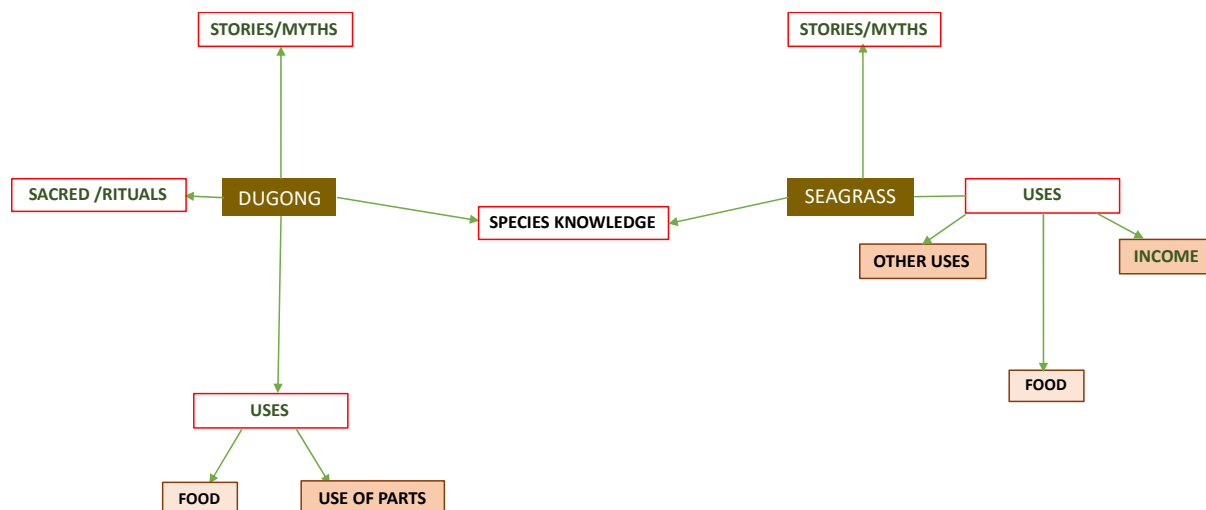 STORIES/MYTHS
STORIES/MYTHS
SACRED /RITUALS
DUGONG
SPECIES KNOWLEDGE
SEAGRASS
USES
OTHER USES
INCOME
FOOD
USES
FOOD
USE OF PARTS